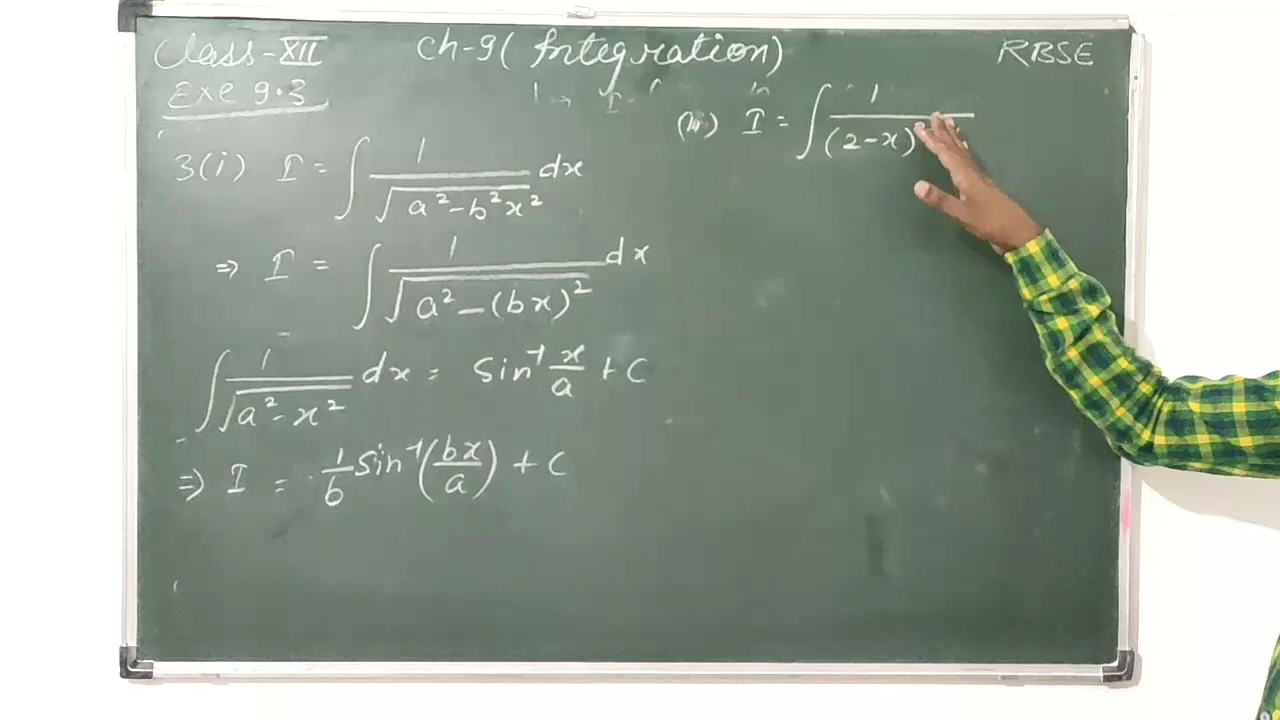 Class-XII Ch-9 (Integration) RBSE
Exe 9.3
3(i) I = ∫ 1/√(a²-b²x²) dx
⇒ I = ∫ 1/√(a²-(bx)²) dx
∫ 1/√(a²-x²) dx = Sin⁻¹ x/a + C
⇒ I = 1/b Sin⁻¹(bx/a) + C
I = ∫ 1/(2-x)